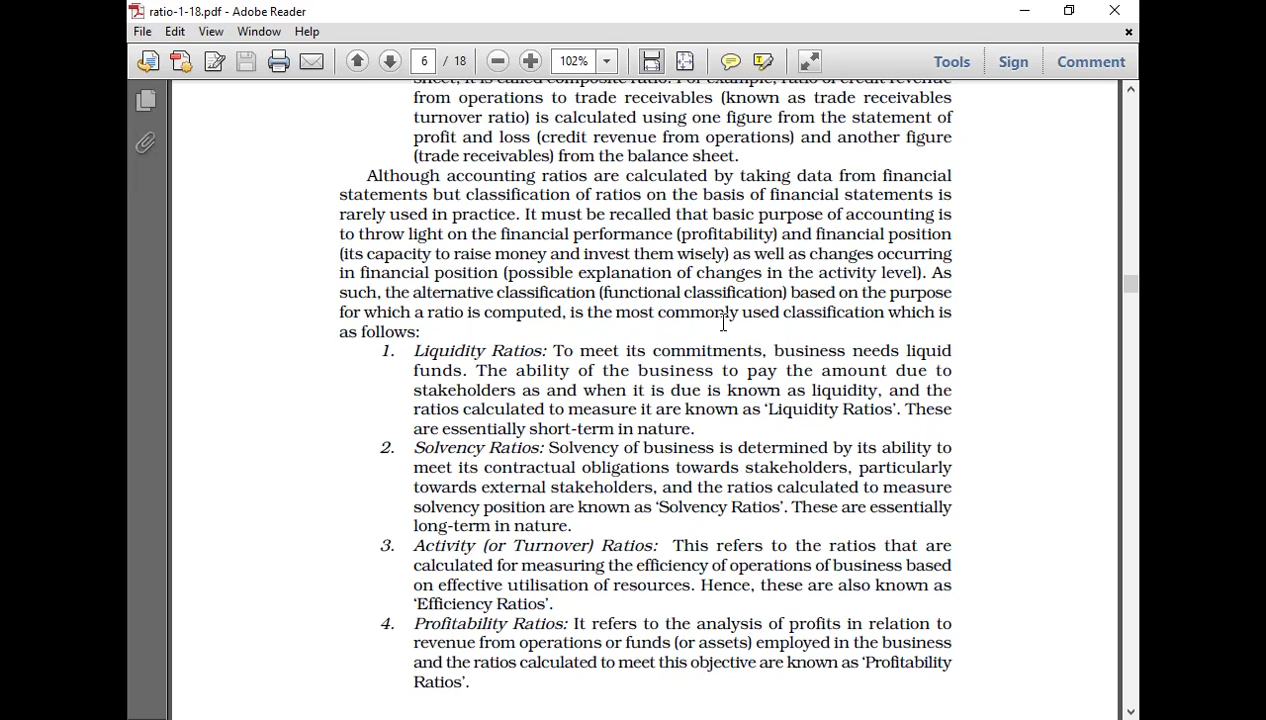 ratio-1-18.pdf - Adobe Reader
File Edit View Window Help
6 / 18 102% Tools Sign Comment
Sheet, it is called composite ratio. For example, ratio of credit revenue
from operations to trade receivables (known as trade receivables
turnover ratio) is calculated using one figure from the statement of
profit and loss (credit revenue from operations) and another figure
(trade receivables) from the balance sheet.
Although accounting ratios are calculated by taking data from financial
statements but classification of ratios on the basis of financial statements is
rarely used in practice. It must be recalled that basic purpose of accounting is
to throw light on the financial performance (profitability) and financial position
(its capacity to raise money and invest them wisely) as well as changes occurring
in financial position (possible explanation of changes in the activity level). As
such, the alternative classification (functional classification) based on the purpose
for which a ratio is computed, is the most commonly used classification which is
as follows:
1. Liquidity Ratios: To meet its commitments, business needs liquid
funds. The ability of the business to pay the amount due to
stakeholders as and when it is due is known as liquidity, and the
ratios calculated to measure it are known as ‘Liquidity Ratios’. These
are essentially short-term in nature.
2. Solvency Ratios: Solvency of business is determined by its ability to
meet its contractual obligations towards stakeholders, particularly
towards external stakeholders, and the ratios calculated to measure
solvency position are known as ‘Solvency Ratios’. These are essentially
long-term in nature.
3. Activity (or Turnover) Ratios: This refers to the ratios that are
calculated for measuring the efficiency of operations of business based
on effective utilisation of resources. Hence, these are also known as
‘Efficiency Ratios’.
4. Profitability Ratios: It refers to the analysis of profits in relation to
revenue from operations or funds (or assets) employed in the business
and the ratios calculated to meet this objective are known as ‘Profitability
Ratios’.